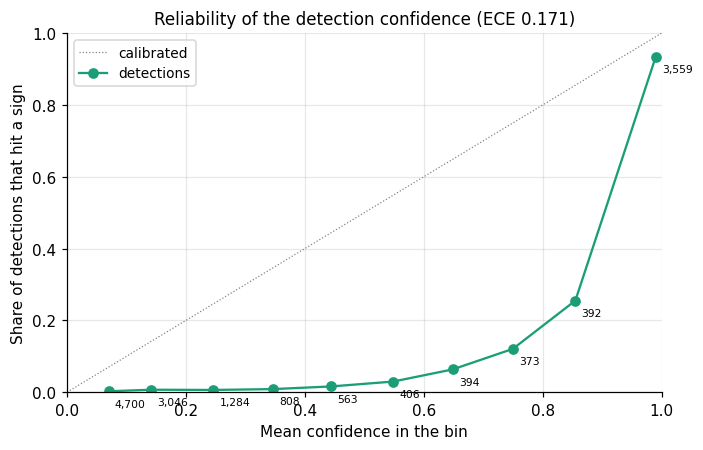 Reliability of the detection confidence (ECE 0.171)
calibrated
detections
Share of detections that hit a sign
1.0
0.8
0.6
0.4
0.2
0.0
3,559
392
373
394
406
563
808
1,284
3,046
4,700
0.0 0.2 0.4 0.6 0.8 1.0
Mean confidence in the bin